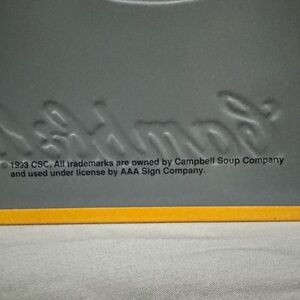 © 1993 CSC, All trademarks are owned by Campbell Soup Company
and used under license by AAA Sign Company.